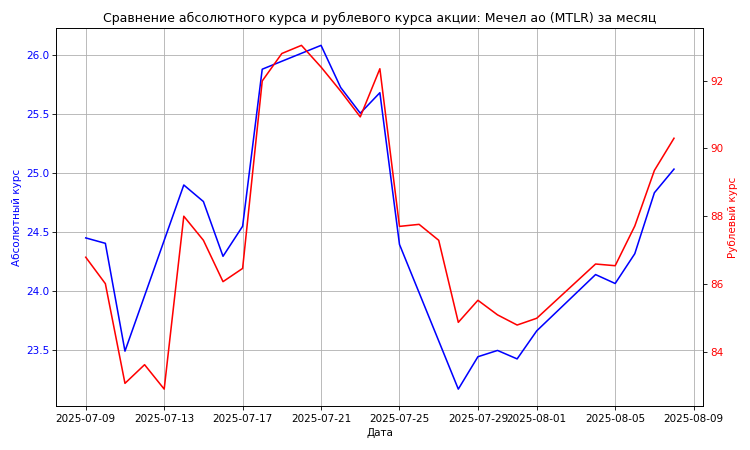 Сравнение абсолютного курса и рублевого курса акции: Мечел ао (MTLR) за месяц
26.0
25.5
25.0
24.5
24.0
23.5
Абсолютный курс
92
90
88
86
84
Рублевый курс
2025-07-09 2025-07-13 2025-07-17 2025-07-21 2025-07-25 2025-07-29 2025-08-01 2025-08-05 2025-08-09
Дата